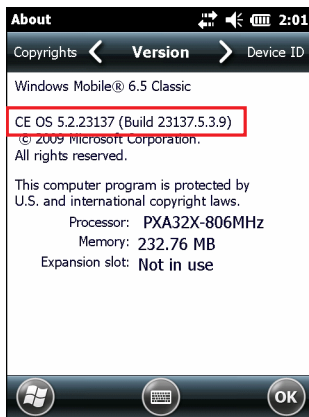 About 2:01
Copyrights Version Device ID
Windows Mobile® 6.5 Classic
CE OS 5.2.23137 (Build 23137.5.3.9)
© 2009 Microsoft Corporation.
All rights reserved.
This computer program is protected by
U.S. and international copyright laws.
Processor: PXA32X-806MHz
Memory: 232.76 MB
Expansion slot: Not in use
OK